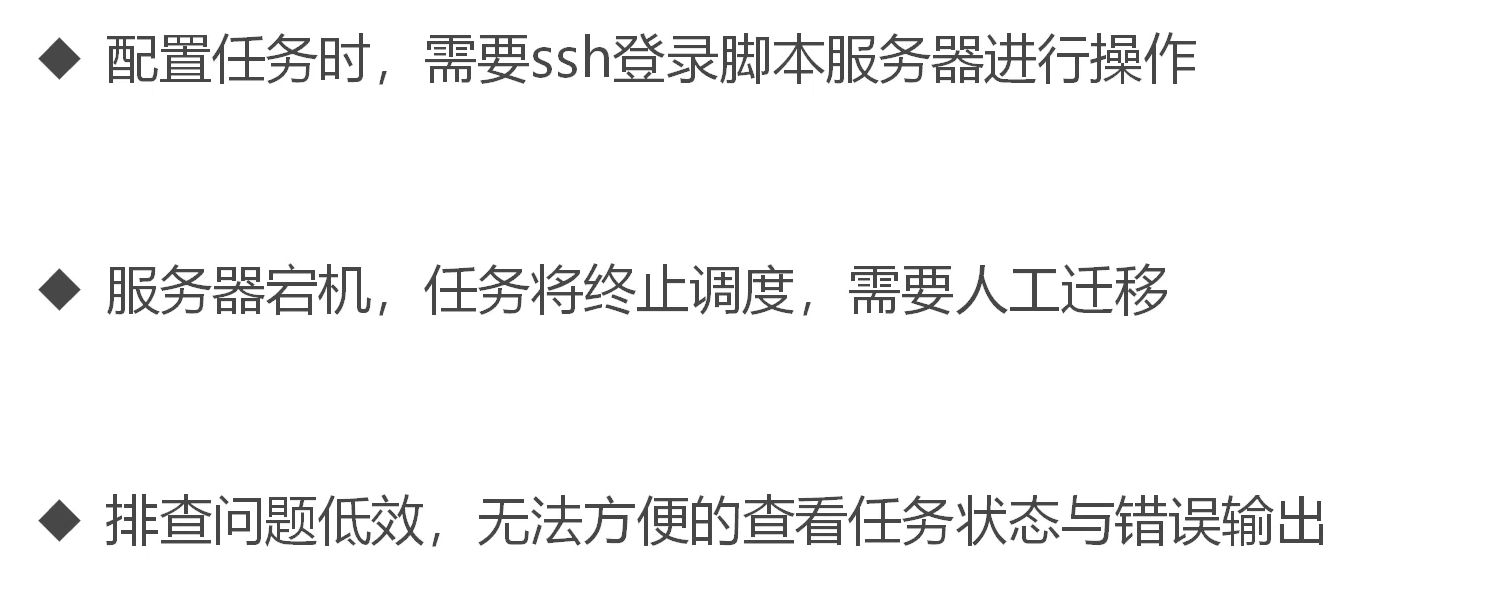 ◆ 配置任务时，需要ssh登录脚本服务器进行操作
◆ 服务器宕机，任务将终止调度，需要人工迁移
◆ 排查问题低效，无法方便的查看任务状态与错误输出